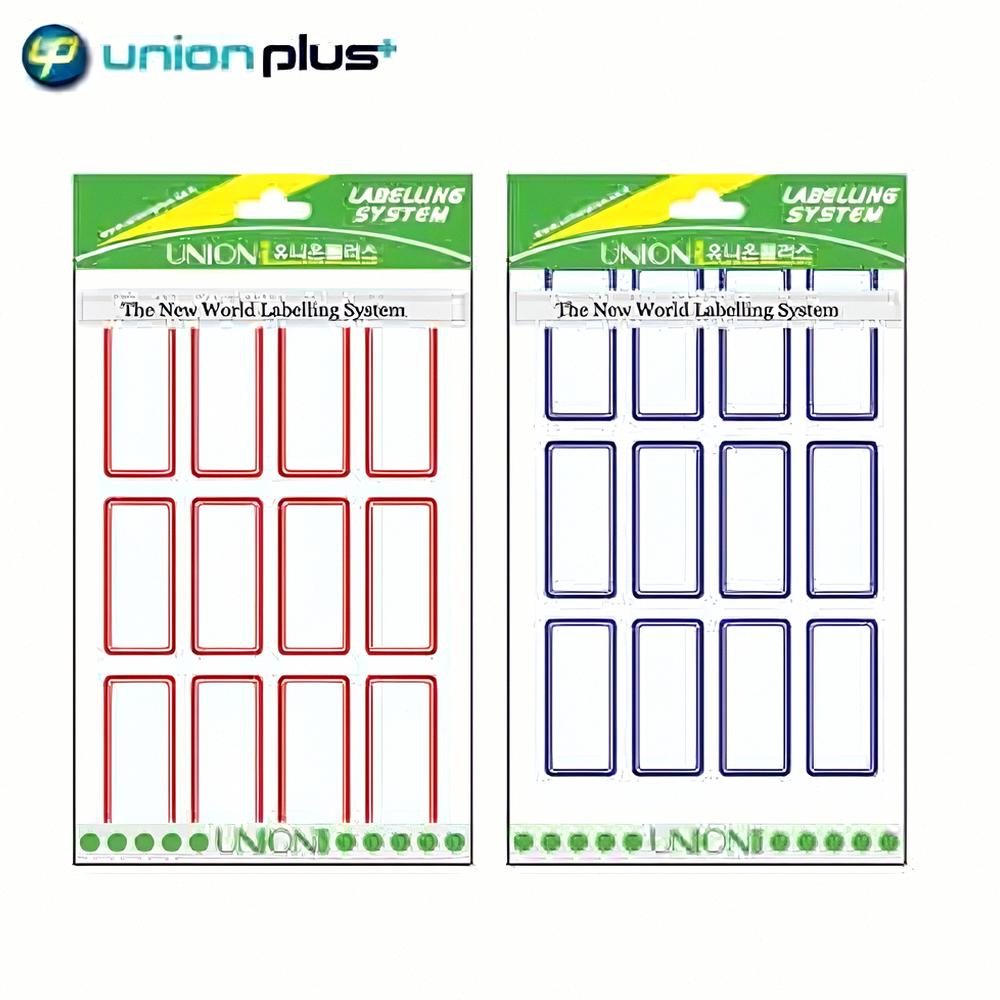 union plus+
LABELLING
SYSTEM
UNION 유니온플러스
The New World Labelling System
UNION
LABELLING
SYSTEM
UNION 유니온플러스
The New World Labelling System
UNION